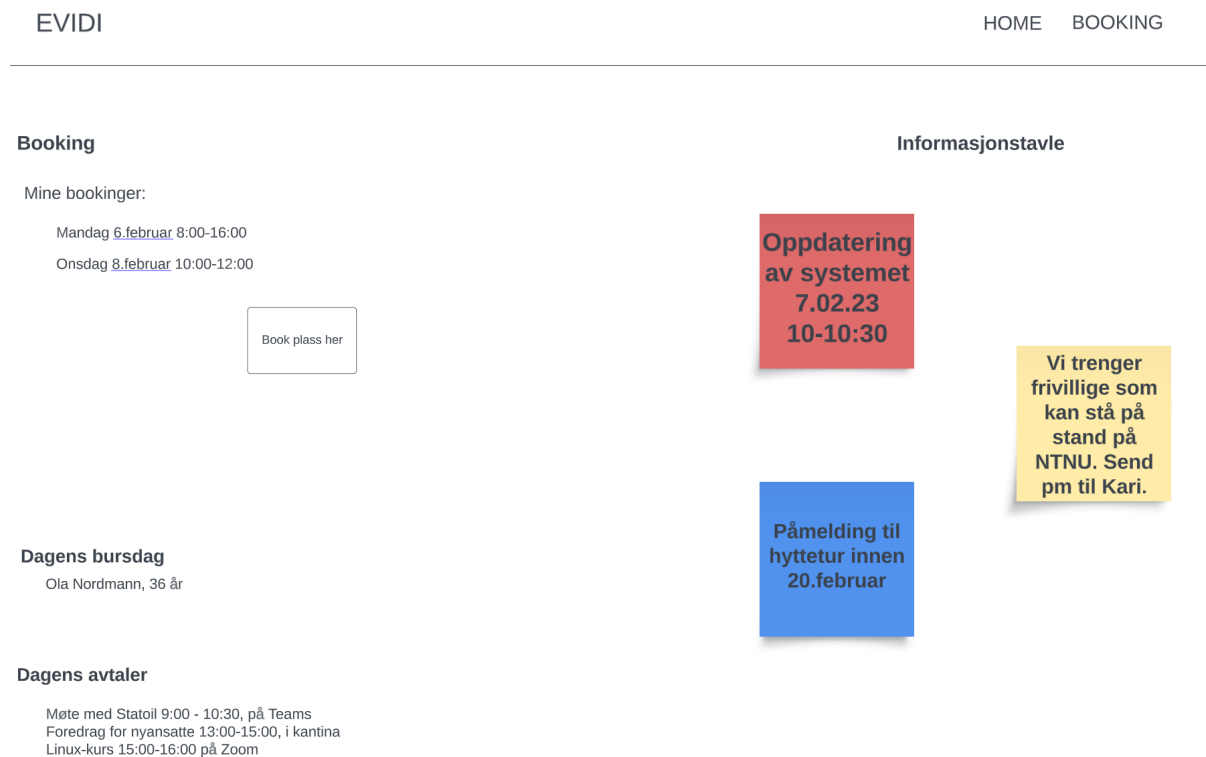 EVIDI
HOME
BOOKING
Booking
Mine bookinger:
Mandag 6.februar 8:00-16:00
Onsdag 8.februar 10:00-12:00
Book plass her
Dagens bursdag
Ola Nordmann, 36 år
Dagens avtaler
Møte med Statoil 9:00 - 10:30, på Teams
Foredrag for nyansatte 13:00-15:00, i kantina
Linux-kurs 15:00-16:00 på Zoom
Informasjonstavle
Oppdatering
av systemet
7.02.23
10-10:30
Vi trenger
frivillige som
kan stå på
stand på
NTNU. Send
pm til Kari.
Påmelding til
hyttetur innen
20.februar